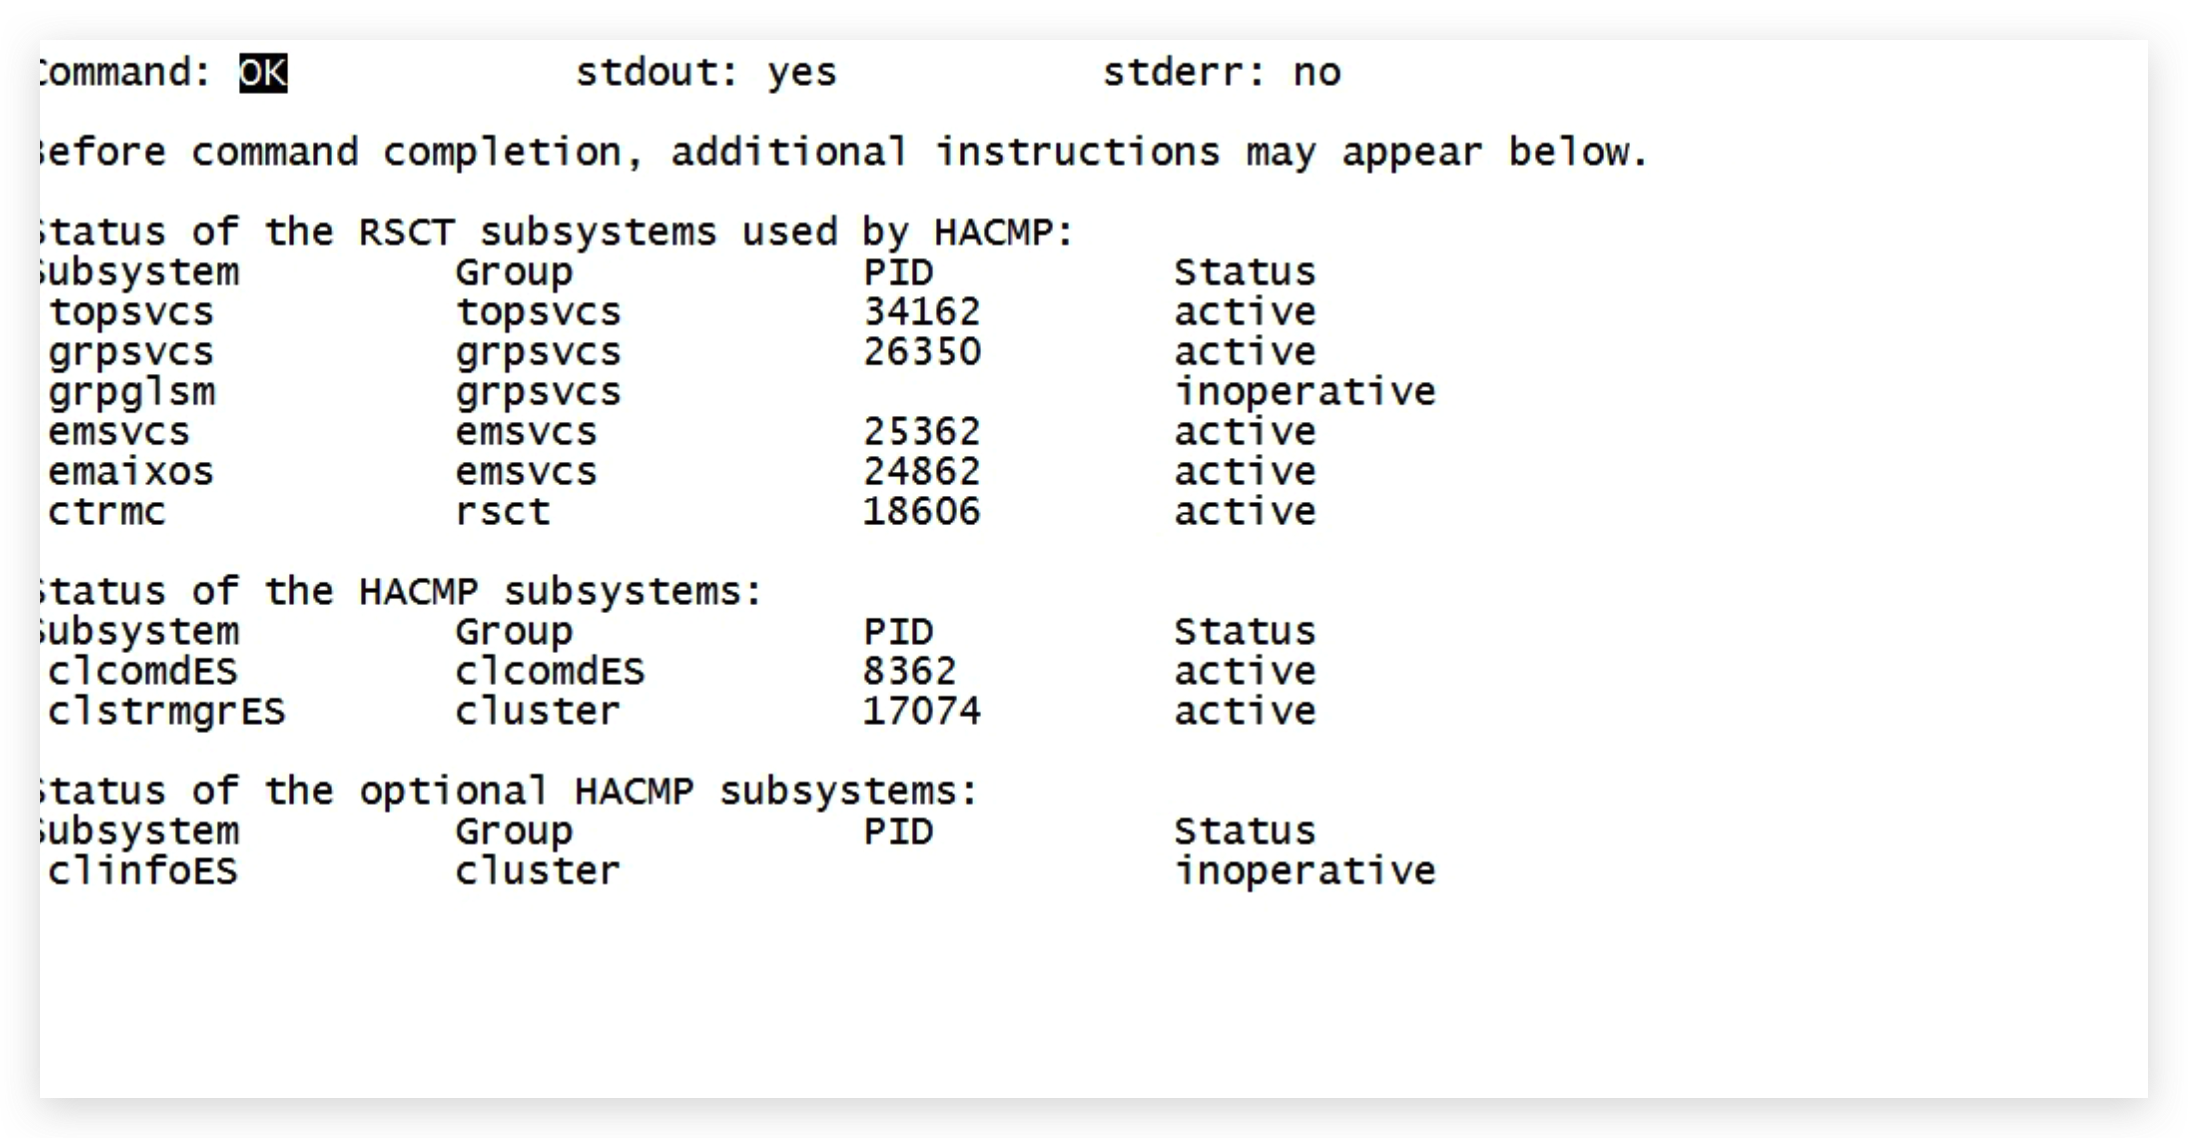 Command: OK stdout: yes stderr: no
Before command completion, additional instructions may appear below.
Status of the RSCT subsystems used by HACMP:
Subsystem Group PID Status
topsvcs topsvcs 34162 active
grpsvcs grpsvcs 26350 active
grpglsm grpsvcs inoperative
emsvcs emsvcs 25362 active
emaixos emsvcs 24862 active
ctrmc rsct 18606 active
Status of the HACMP subsystems:
Subsystem Group PID Status
clcomdES clcomdES 8362 active
clstrmgrES cluster 17074 active
Status of the optional HACMP subsystems:
Subsystem Group PID Status
clinfoES cluster inoperative